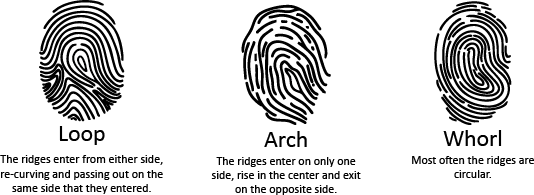 Loop
The ridges enter from either side,
re-curving and passing out on the
same side that they entered.
Arch
The ridges enter on only one
side, rise in the center and exit
on the opposite side.
Whorl
Most often the ridges are
circular.